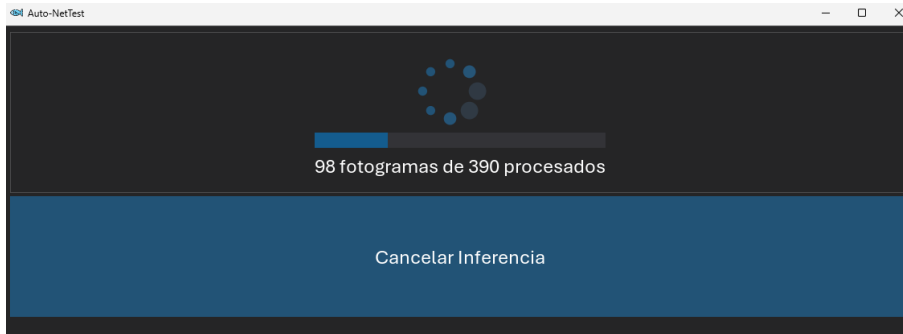 Auto-NetTest
98 fotogramas de 390 procesados
Cancelar Inferencia